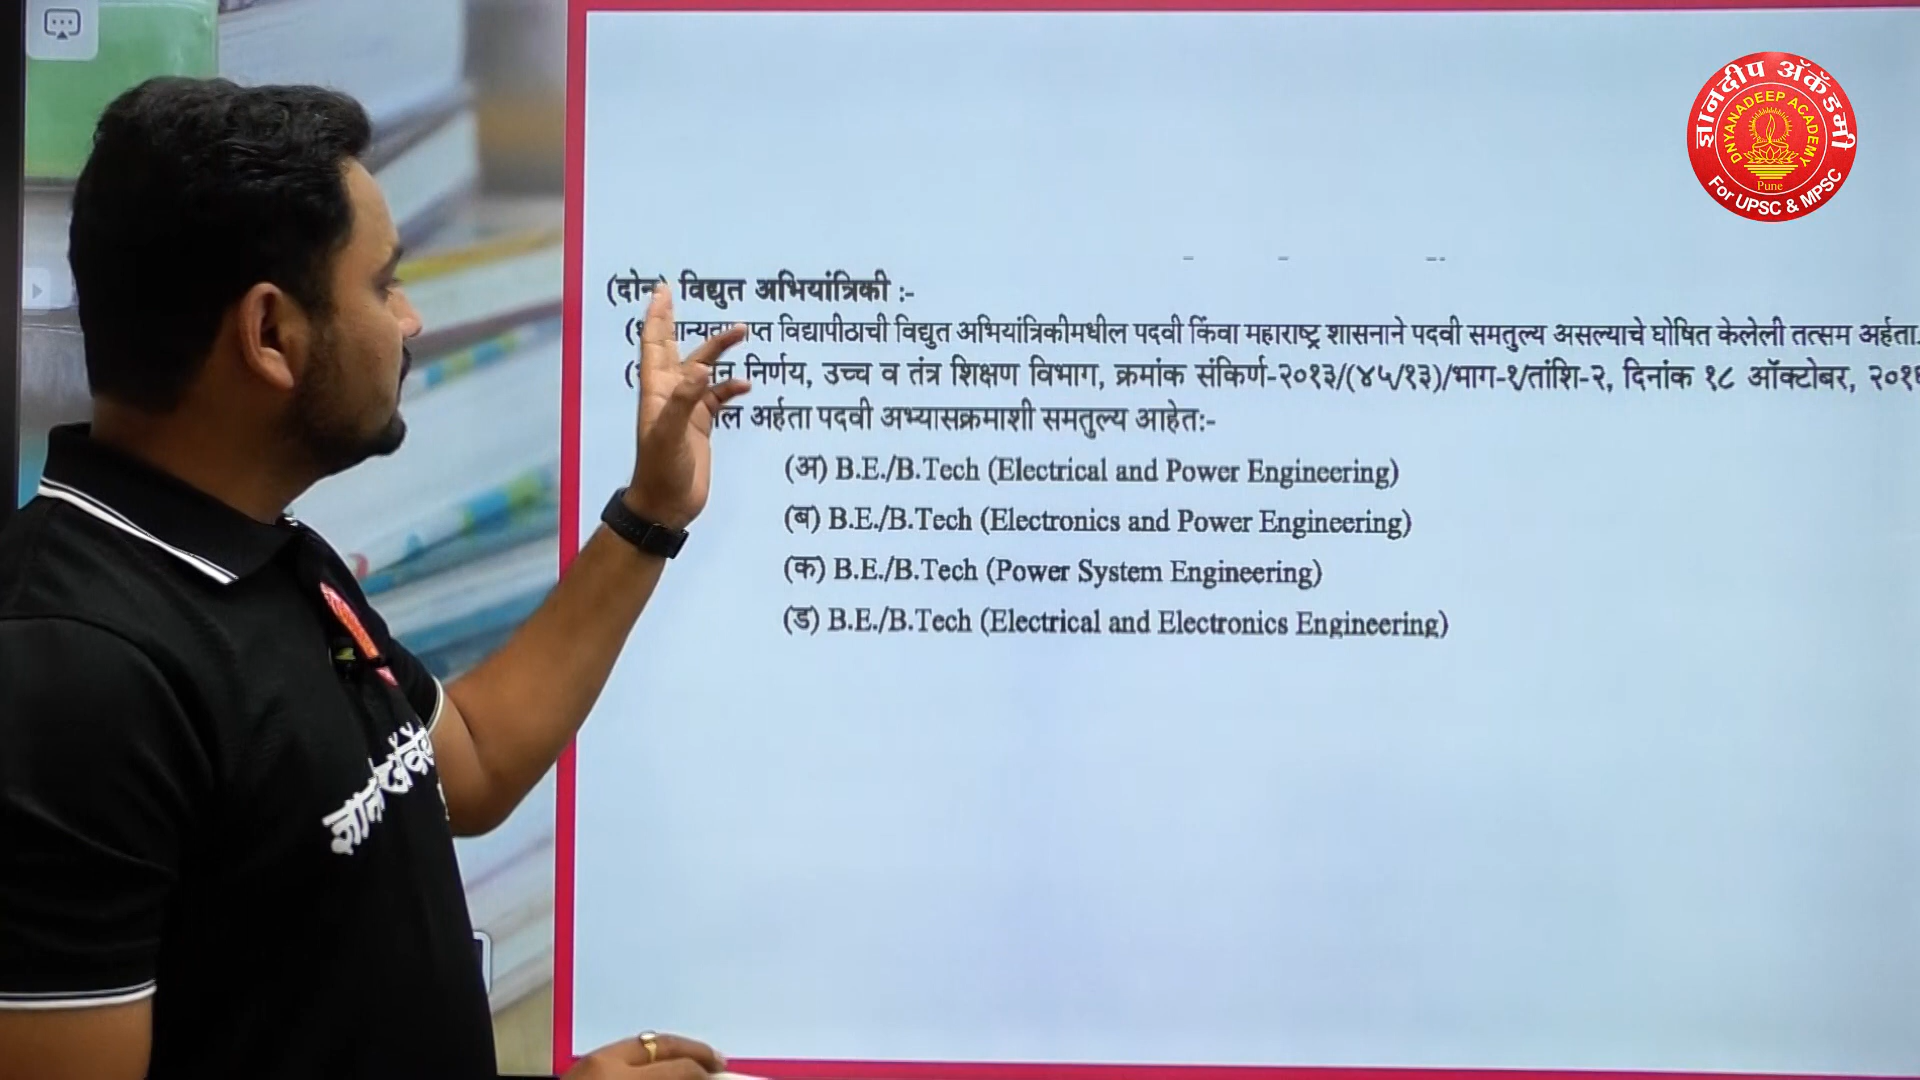 ज्ञानदीप अ‍ॅकॅडमी
DNYANADEEP ACADEMY
Pune
For UPSC & MPSC
(दोन) विद्युत अभियांत्रिकी :-
विद्यापीठाची विद्युत अभियांत्रिकीमधील पदवी किंवा महाराष्ट्र शासनाने पदवी समतुल्य असल्याचे घोषित केलेली तत्सम अर्हता.
निर्णय, उच्च व तंत्र शिक्षण विभाग, क्रमांक संकिर्ण-२०१३/(४५/१३)/भाग-१/तांशि-२, दिनांक १८ ऑक्टोबर,
अर्हता पदवी अभ्यासक्रमाशी समतुल्य आहेत:-
(अ) B.E./B.Tech (Electrical and Power Engineering)
(ब) B.E./B.Tech (Electronics and Power Engineering)
(क) B.E./B.Tech (Power System Engineering)
(ड) B.E./B.Tech (Electrical and Electronics Engineering)